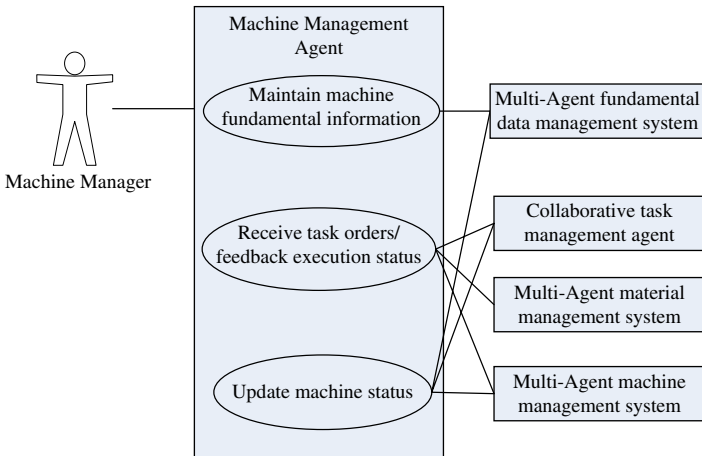 Machine Management
Agent
Maintain machine
fundamental information
Multi-Agent fundamental
data management system
Machine Manager
Receive task orders/
feedback execution status
Collaborative task
management agent
Multi-Agent material
management system
Update machine status
Multi-Agent machine
management system